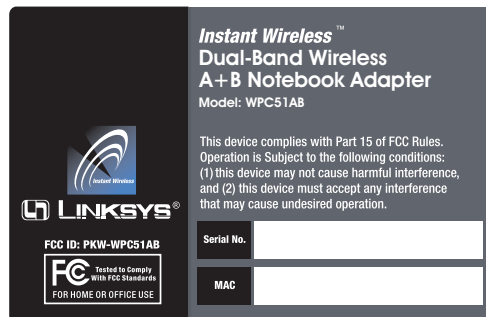 Instant Wireless ™
Dual-Band Wireless
A+B Notebook Adapter
Model: WPC51AB
This device complies with Part 15 of FCC Rules.
Operation is Subject to the following conditions:
(1) this device may not cause harmful interference,
and (2) this device must accept any interference
that may cause undesired operation.
Instant Wireless
LINKSYS®
FCC ID: PKW-WPC51AB
FC Tested to Comply
With FCC Standards
FOR HOME OR OFFICE USE
Serial No.
MAC